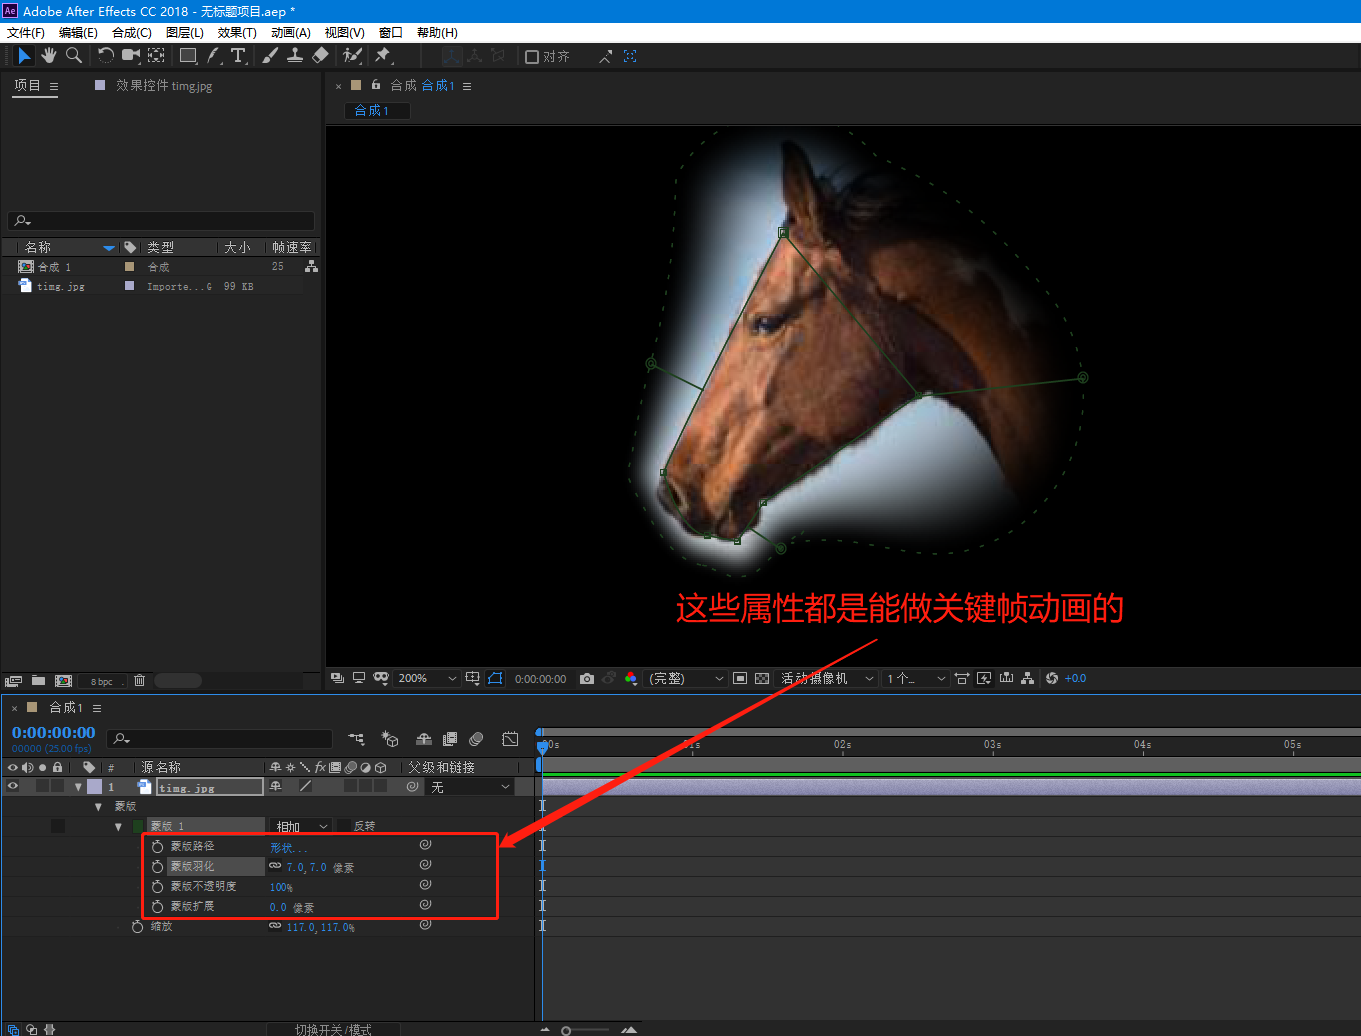 Ae Adobe After Effects CC 2018 - 无标题项目.aep *
文件(F) 编辑(E) 合成(C) 图层(L) 效果(T) 动画(A) 视图(V) 窗口 帮助(H)
对齐
项目 效果控件 timg.jpg
合成 合成 1
合成 1
名称 类型 大小 帧速率
合成 1 合成 25
timg.jpg Importe...G 99 KB
这些属性都是能做关键帧动画的
8 bpc
200% 0:00:00:00 (完整) 活动摄像机 1 个... +0.0
合成 1
0:00:00:00
00000 (25.00 fps)
00s 01s 02s 03s 04s 05s
# 源名称 fx 父级和链接
1 timg.jpg 无
蒙版
蒙版 1 相加 反转
蒙版路径 形状...
蒙版羽化 7.0,7.0 像素
蒙版不透明度 100%
蒙版扩展 0.0 像素
缩放 117.0,117.0%
切换开关/模式